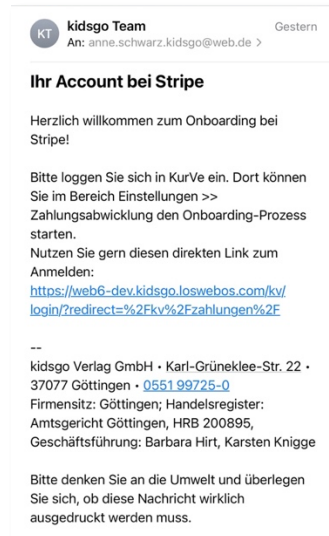 KT
kidsgo Team
Gestern
An: anne.schwarz.kidsgo@web.de >
Ihr Account bei Stripe
Herzlich willkommen zum Onboarding bei
Stripe!
Bitte loggen Sie sich in KurVe ein. Dort können
Sie im Bereich Einstellungen >>
Zahlungsabwicklung den Onboarding-Prozess
starten.
Nutzen Sie gern diesen direkten Link zum
Anmelden:
https://web6-dev.kidsgo.loswebos.com/kv/
login/?redirect=%2Fkv%2Fzahlungen%2F
--
kidsgo Verlag GmbH • Karl-Grüneklee-Str. 22 •
37077 Göttingen • 0551 99725-0
Firmensitz: Göttingen; Handelsregister:
Amtsgericht Göttingen, HRB 200895,
Geschäftsführung: Barbara Hirt, Karsten Knigge
Bitte denken Sie an die Umwelt und überlegen
Sie sich, ob diese Nachricht wirklich
ausgedruckt werden muss.